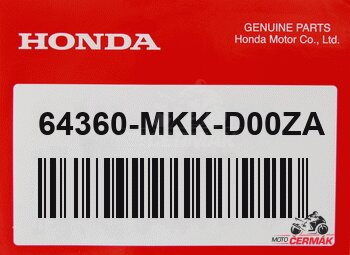 HONDA
GENUINE PARTS
Honda Motor Co., Ltd.
64360-MKK-D00ZA
MOTO
ČERMÁK